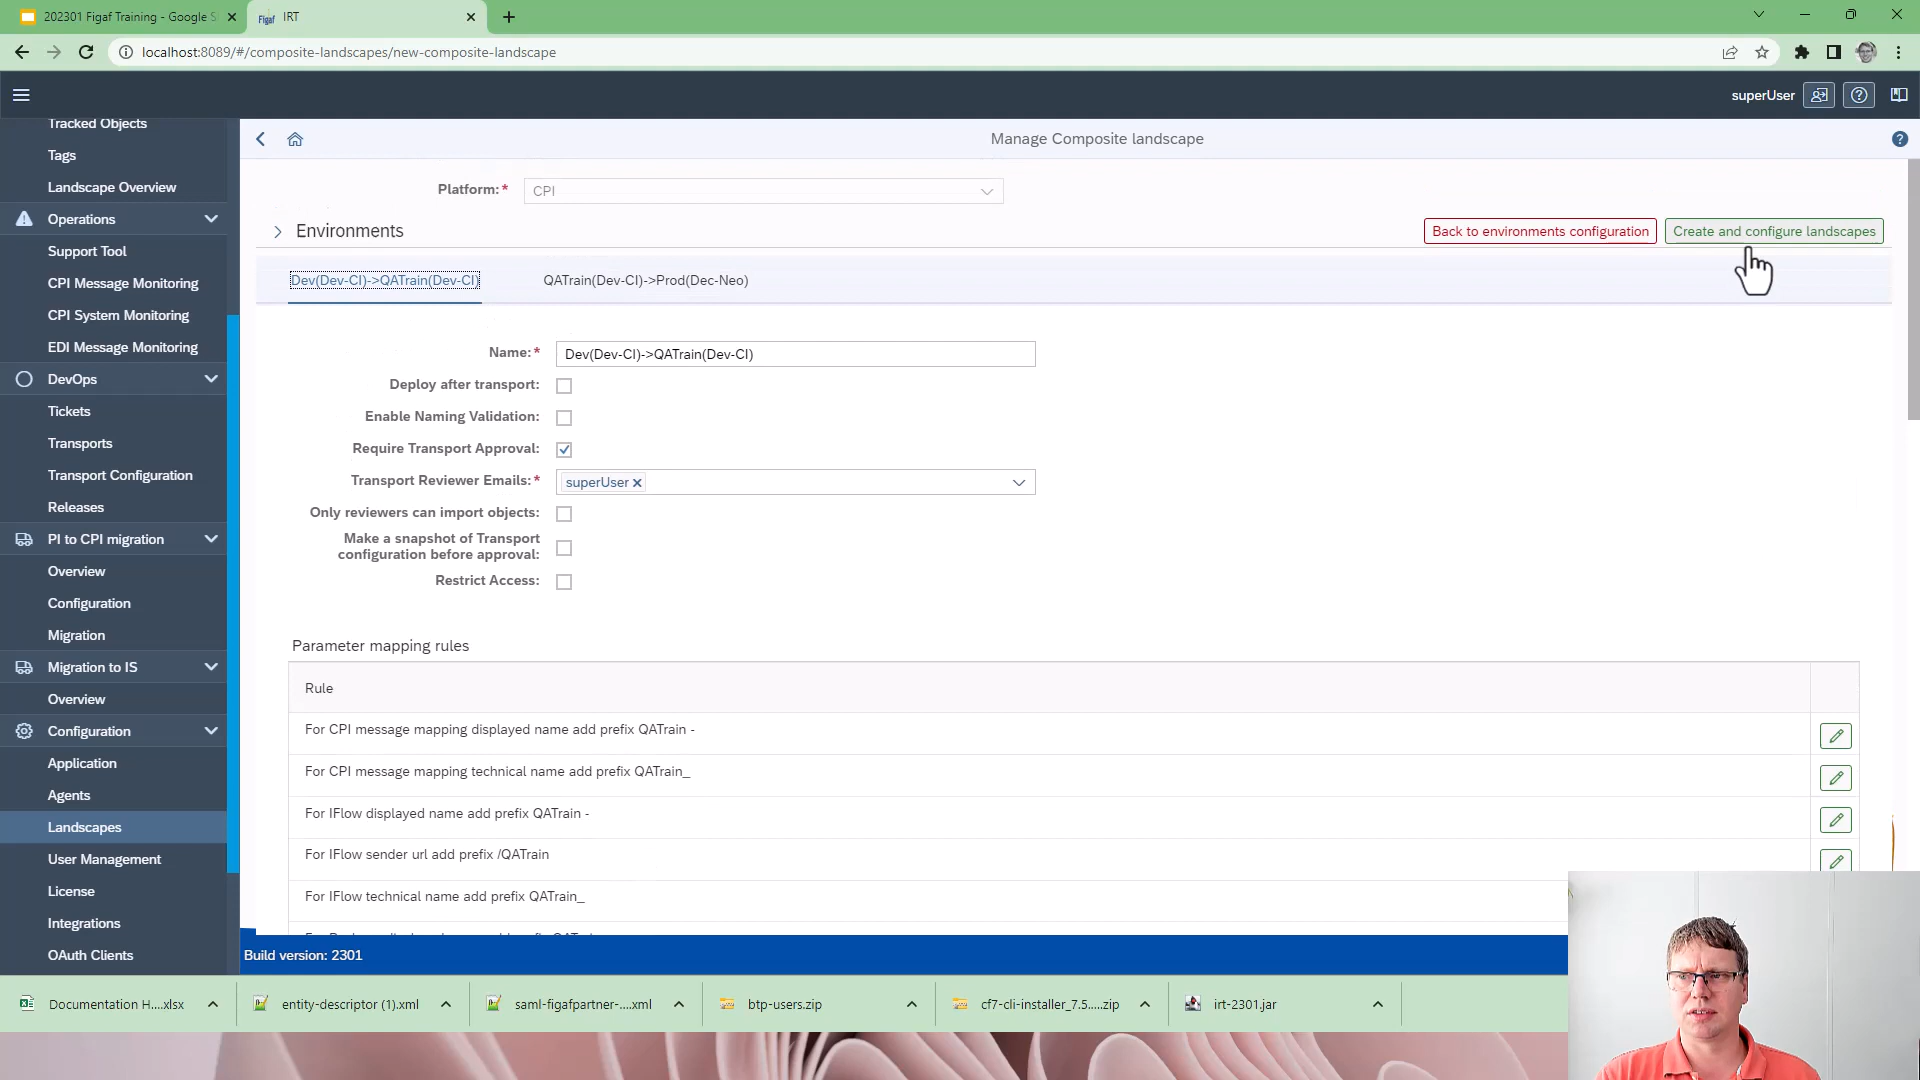 202301 Figaf Training - Google S
Figaf IRT
localhost:8089/#/composite-landscapes/new-composite-landscape
superUser
Tracked Objects
Tags
Landscape Overview
Operations
Support Tool
CPI Message Monitoring
CPI System Monitoring
EDI Message Monitoring
DevOps
Tickets
Transports
Transport Configuration
Releases
PI to CPI migration
Overview
Configuration
Migration
Migration to IS
Overview
Configuration
Application
Agents
Landscapes
User Management
License
Integrations
OAuth Clients
Manage Composite landscape
Platform:* CPI
Environments
Back to environments configuration
Create and configure landscapes
Dev(Dev-CI)->QATrain(Dev-CI)
QATrain(Dev-CI)->Prod(Dec-Neo)
Name:* Dev(Dev-CI)->QATrain(Dev-CI)
Deploy after transport:
Enable Naming Validation:
Require Transport Approval:
Transport Reviewer Emails:* superUser
Only reviewers can import objects:
Make a snapshot of Transport
configuration before approval:
Restrict Access:
Parameter mapping rules
Rule
For CPI message mapping displayed name add prefix QATrain -
For CPI message mapping technical name add prefix QATrain_
For IFlow displayed name add prefix QATrain -
For IFlow sender url add prefix /QATrain
For IFlow technical name add prefix QATrain_
Build version: 2301
Documentation H....xlsx
entity-descriptor (1).xml
saml-figafpartner-....xml
btp-users.zip
cf7-cli-installer_7.5.....zip
irt-2301.jar